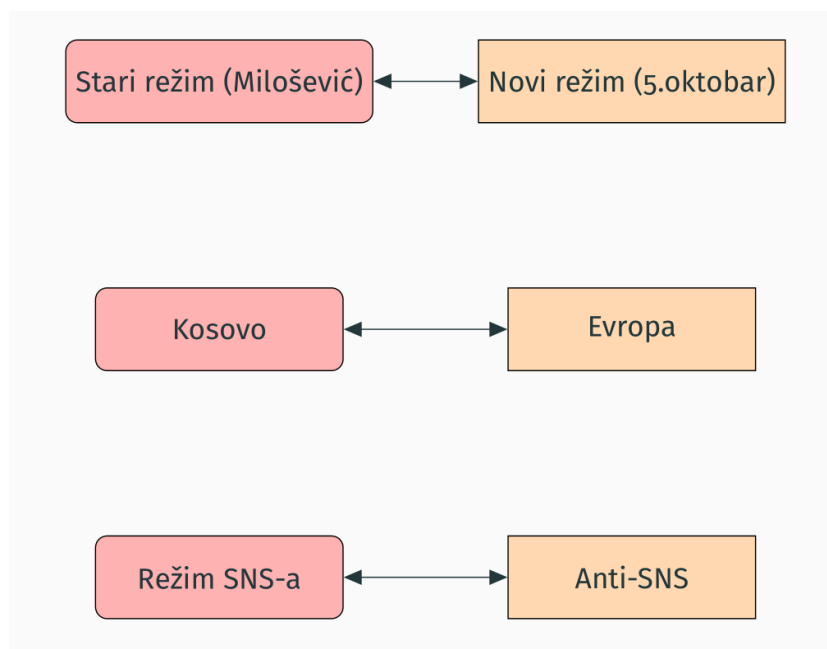 Stari režim (Milošević)
Novi režim (5.oktobar)
Kosovo
Evropa
Režim SNS-a
Anti-SNS